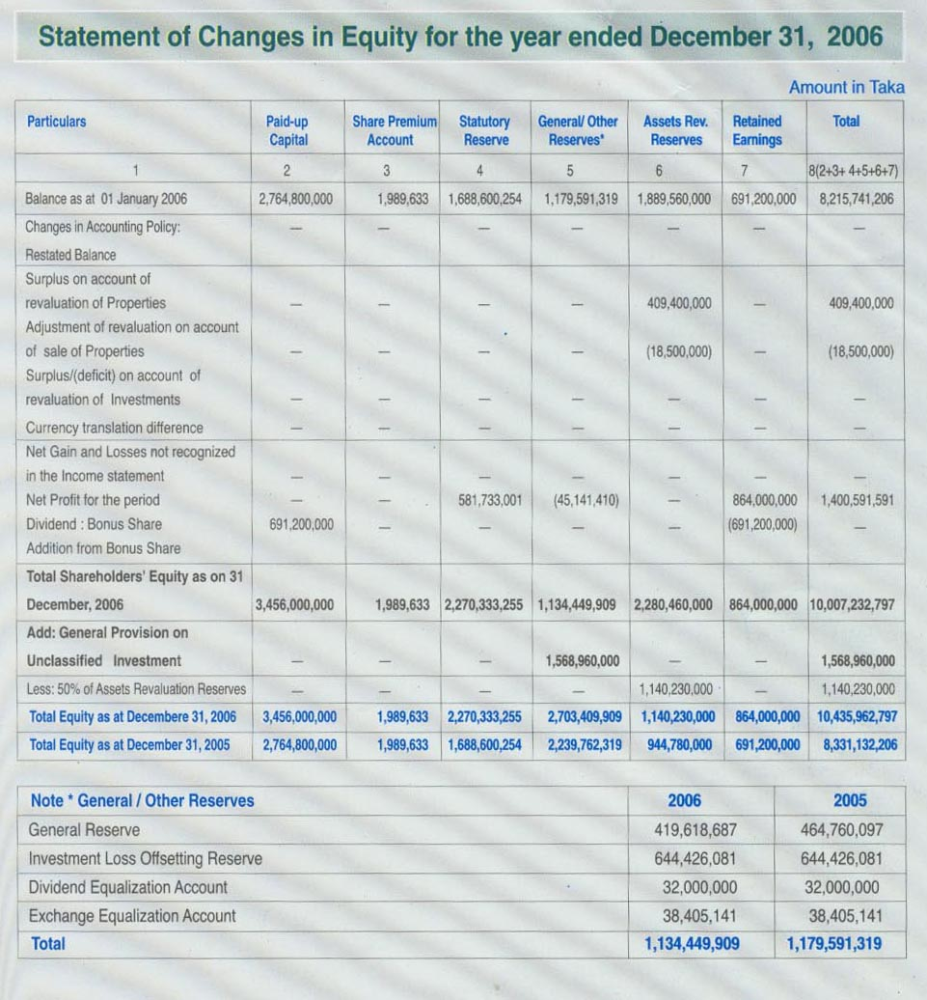 Statement of Changes in Equity for the year ended December 31, 2006
Amount in Taka
Particulars Paid-up Capital Share Premium Account Statutory Reserve General/ Other Reserves* Assets Rev. Reserves Retained Earnings Total
1 2 3 4 5 6 7 8(2+3+ 4+5+6+7)
Balance as at 01 January 2006 2,764,800,000 1,989,633 1,688,600,254 1,179,591,319 1,889,560,000 691,200,000 8,215,741,206
Changes in Accounting Policy: — — — — — — —
Restated Balance
Surplus on account of
revaluation of Properties — — — — 409,400,000 — 409,400,000
Adjustment of revaluation on account
of sale of Properties — — — — (18,500,000) — (18,500,000)
Surplus/(deficit) on account of
revaluation of Investments — — — — — — —
Currency translation difference — — — — — — —
Net Gain and Losses not recognized
in the Income statement — — — — — — —
Net Profit for the period — — 581,733,001 (45,141,410) — 864,000,000 1,400,591,591
Dividend : Bonus Share 691,200,000 — — — — (691,200,000) —
Addition from Bonus Share
Total Shareholders' Equity as on 31
December, 2006 3,456,000,000 1,989,633 2,270,333,255 1,134,449,909 2,280,460,000 864,000,000 10,007,232,797
Add: General Provision on
Unclassified Investment — — — 1,568,960,000 — — 1,568,960,000
Less: 50% of Assets Revaluation Reserves — — — — 1,140,230,000 — 1,140,230,000
Total Equity as at Decembere 31, 2006 3,456,000,000 1,989,633 2,270,333,255 2,703,409,909 1,140,230,000 864,000,000 10,435,962,797
Total Equity as at December 31, 2005 2,764,800,000 1,989,633 1,688,600,254 2,239,762,319 944,780,000 691,200,000 8,331,132,206
Note * General / Other Reserves 2006 2005
General Reserve 419,618,687 464,760,097
Investment Loss Offsetting Reserve 644,426,081 644,426,081
Dividend Equalization Account 32,000,000 32,000,000
Exchange Equalization Account 38,405,141 38,405,141
Total 1,134,449,909 1,179,591,319